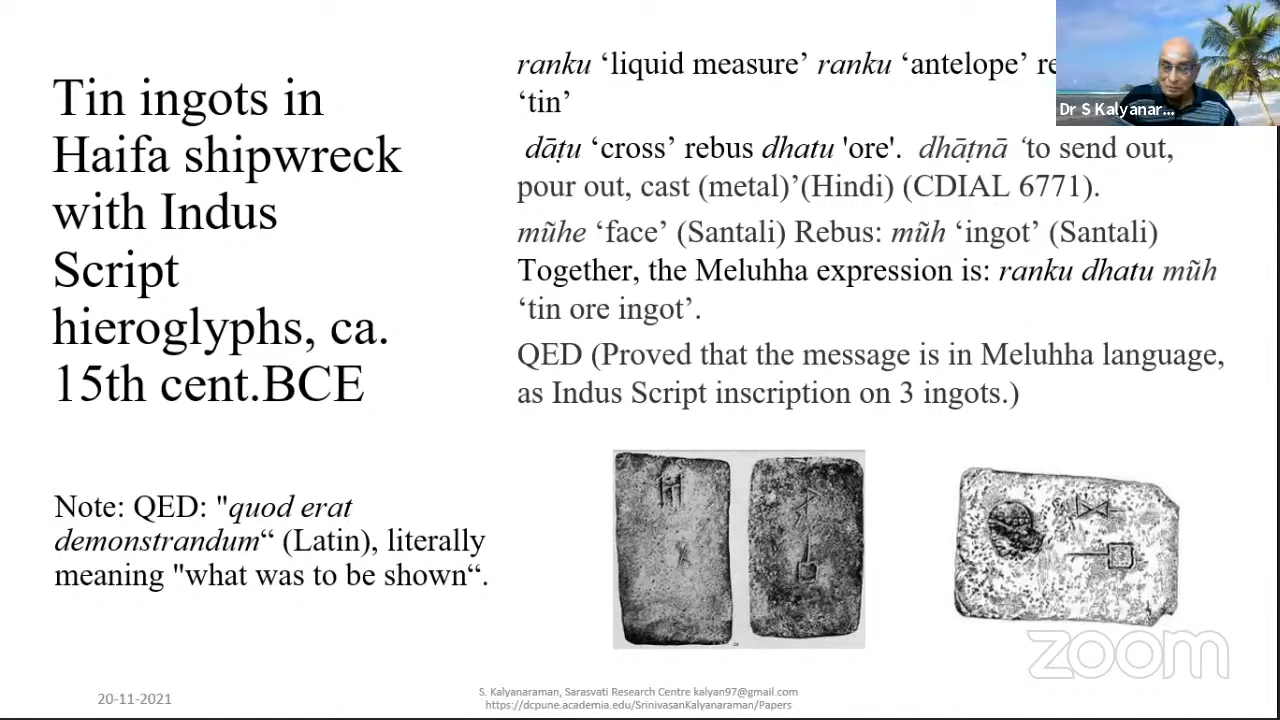 Tin ingots in
Haifa shipwreck
with Indus
Script
hieroglyphs, ca.
15th cent.BCE
Note: QED: "quod erat
demonstrandum“ (Latin), literally
meaning "what was to be shown“.
ranku ‘liquid measure’ ranku ‘antelope’
‘tin’
dāṭu ‘cross’ rebus dhatu 'ore'. dhāṭnā ‘to send out,
pour out, cast (metal)’(Hindi) (CDIAL 6771).
mũhe ‘face’ (Santali) Rebus: mũh ‘ingot’ (Santali)
Together, the Meluhha expression is: ranku dhatu mũh
‘tin ore ingot’.
QED (Proved that the message is in Meluhha language,
as Indus Script inscription on 3 ingots.)
Dr S Kalyanar...
zoom
20-11-2021
S. Kalyanaraman, Sarasvati Research Centre kalyan97@gmail.com
https://dcpune.academia.edu/SrinivasanKalyanaraman/Papers